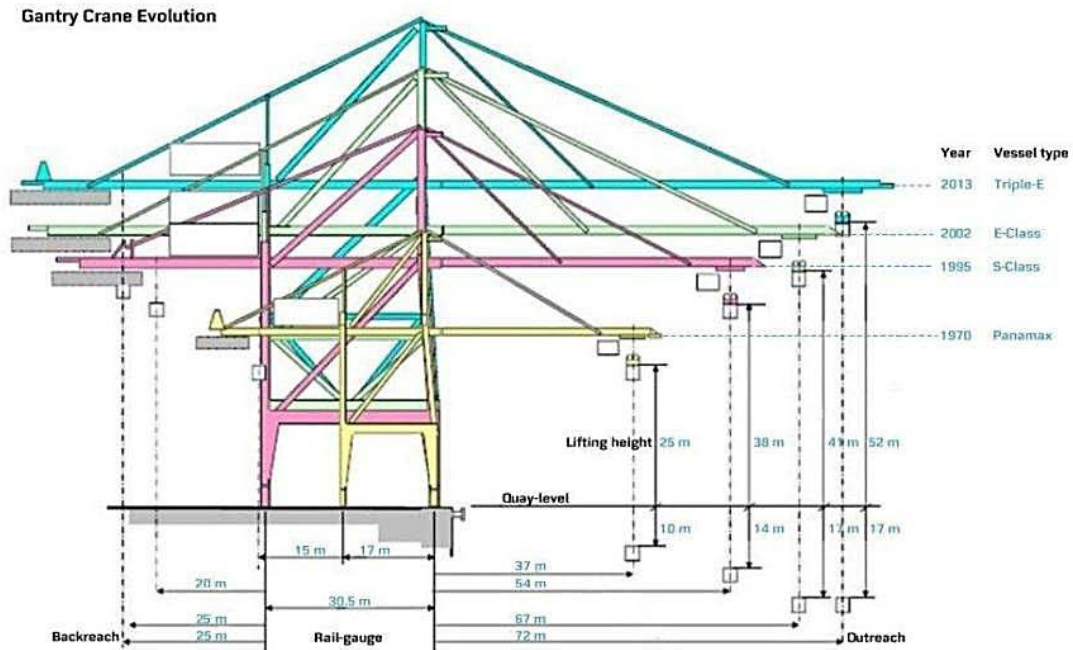 Gantry Crane Evolution
Year Vessel type
2013 Triple-E
2002 E-Class
1995 S-Class
1970 Panamax
Lifting height 25 m 38 m 41 m 52 m
Quay-level
10 m 14 m 17 m 17 m
15 m 17 m
37 m
20 m 54 m
30,5 m
25 m 67 m
Backreach 25 m Rail-gauge 72 m Outreach